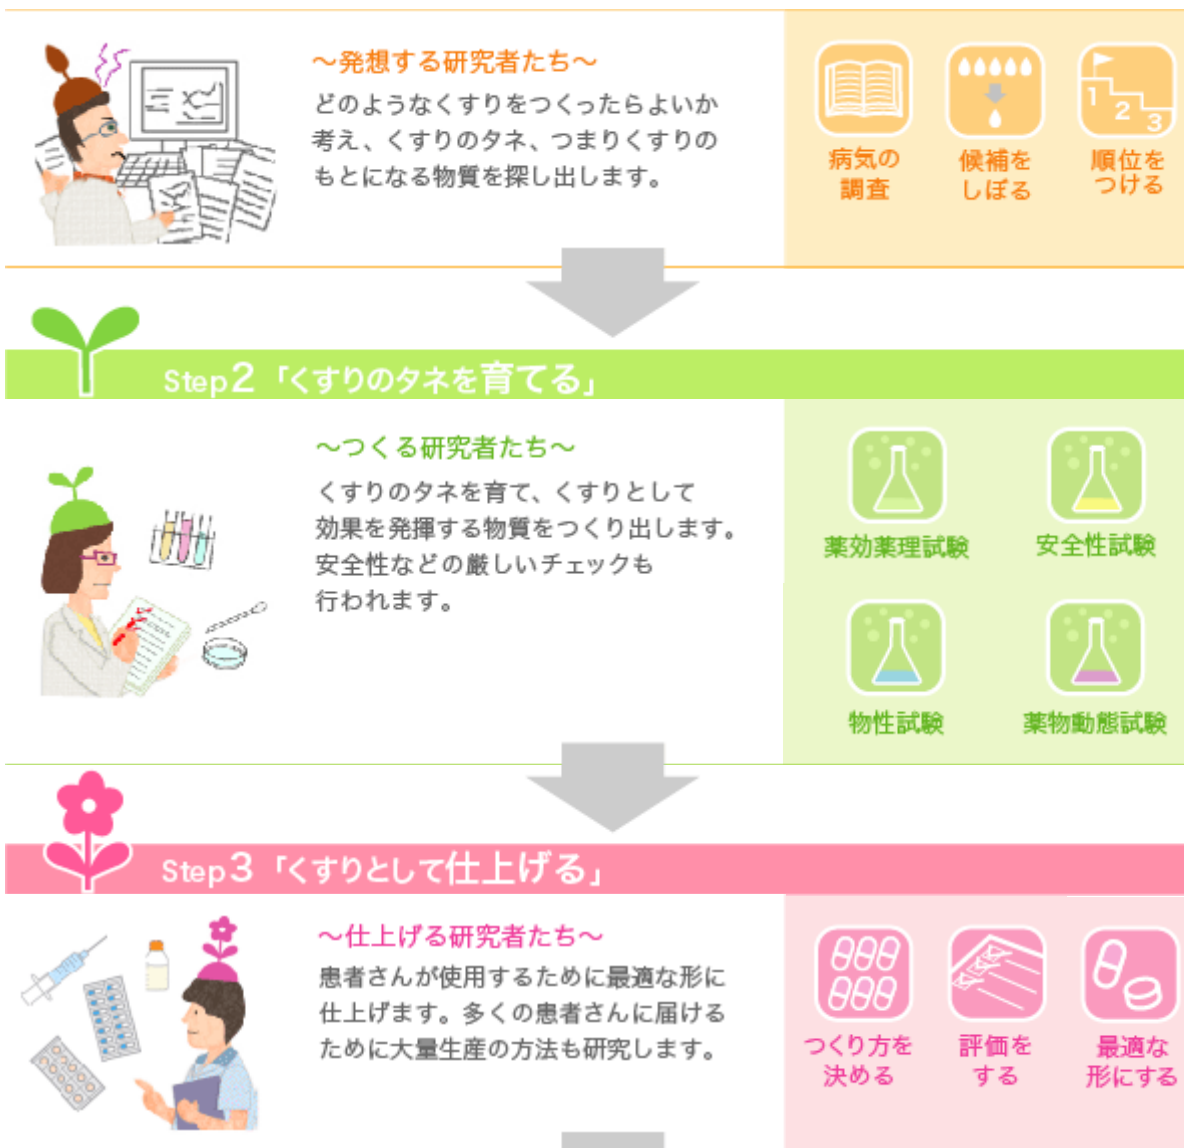 ～発想する研究者たち～
どのようなくすりをつくったらよいか
考え、くすりのタネ、つまりくすりの
もとになる物質を探し出します。
病気の
調査
候補を
しぼる
1
2
3
順位を
つける
Step2「くすりのタネを育てる」
～つくる研究者たち～
くすりのタネを育て、くすりとして
効果を発揮する物質をつくり出します。
安全性などの厳しいチェックも
行われます。
薬効薬理試験
安全性試験
物性試験
薬物動態試験
Step3「くすりとして仕上げる」
～仕上げる研究者たち～
患者さんが使用するために最適な形に
仕上げます。多くの患者さんに届ける
ために大量生産の方法も研究します。
つくり方を
決める
評価を
する
最適な
形にする